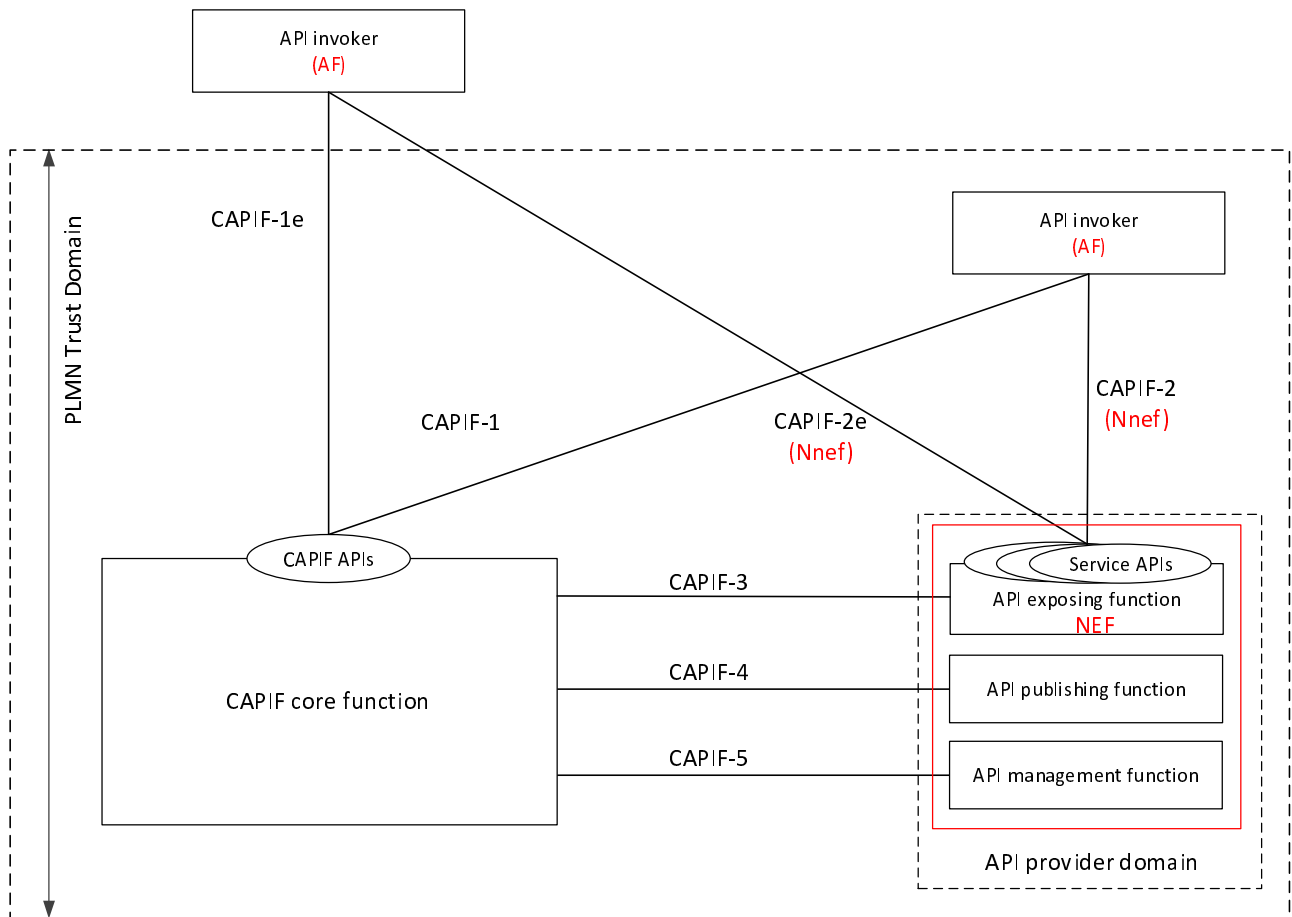 API invoker
(AF)
PLMN Trust Domain
CAPIF-1e
API invoker
(AF)
CAPIF-1
CAPIF-2e
(Nnef)
CAPIF-2
(Nnef)
CAPIF APIs
CAPIF core function
CAPIF-3
CAPIF-4
CAPIF-5
Service APIs
API exposing function
NEF
API publishing function
API management function
API provider domain